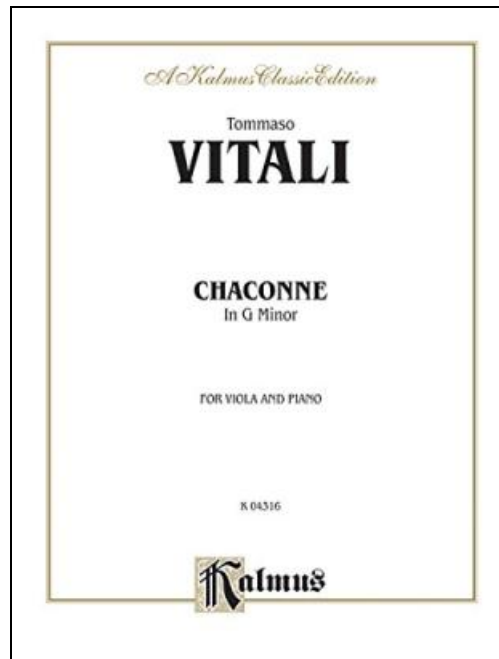 A Kalmus Classic Edition
Tommaso
VITALI
CHACONNE
In G Minor
FOR VIOLA AND PIANO
K 04316
Kalmus